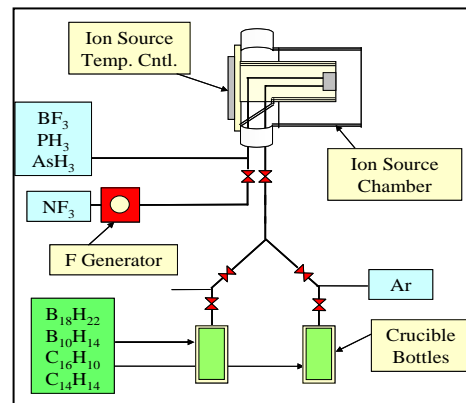 Ion Source
Temp. Cntl.
BF₃
PH₃
AsH₃
Ion Source
Chamber
NF₃
F Generator
Ar
B₁₈H₂₂
B₁₀H₁₄
C₁₆H₁₀
C₁₄H₁₄
Crucible
Bottles